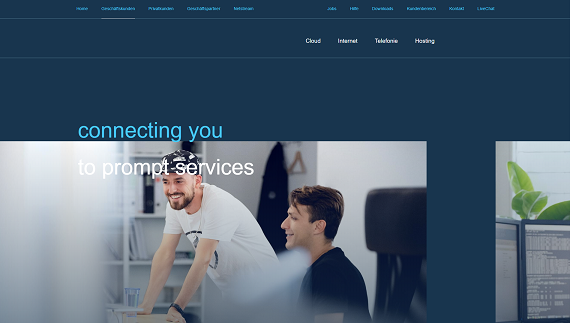 Home Geschäftskunden Privatkunden Geschäftspartner Netstream Jobs Hilfe Downloads Kundenbereich Kontakt LiveChat
Cloud Internet Telefonie Hosting
connecting you
to prompt services